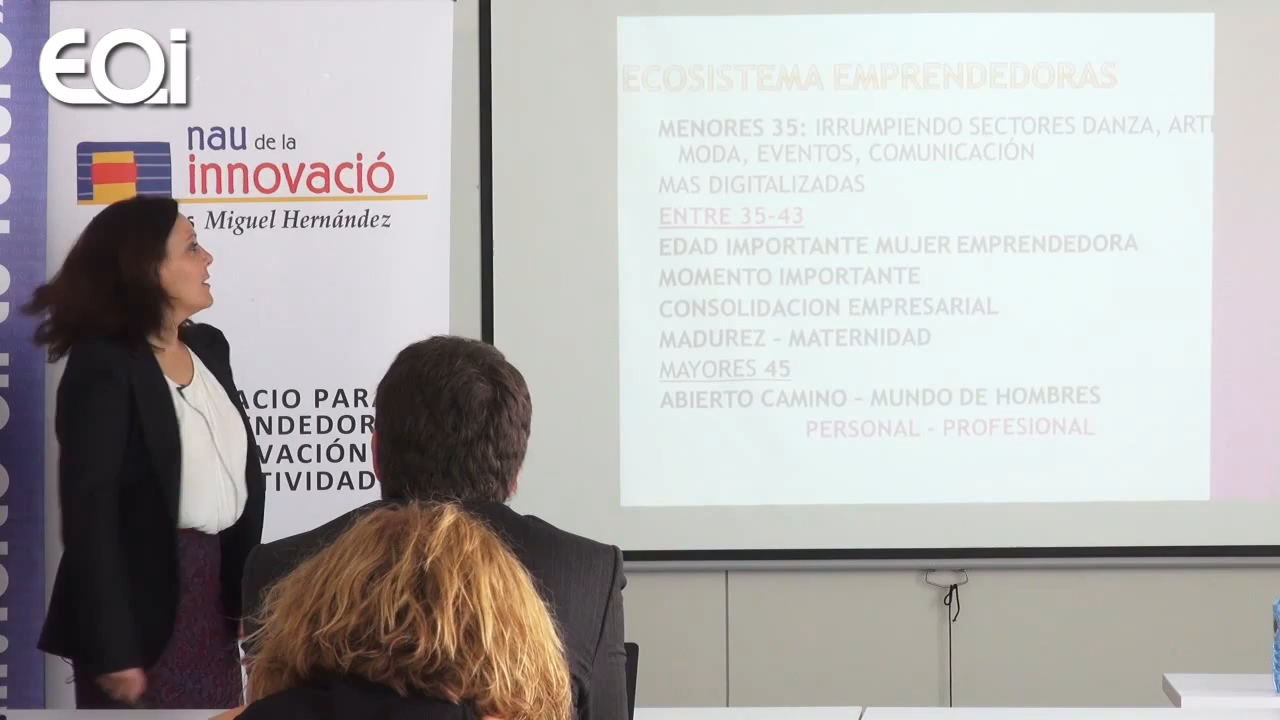 EOi
nau de la
innovació
s Miguel Hernández
ACIO PARA
NDEDOR
VACIÓN
TIVIDAD
ECOSISTEMA EMPRENDEDORAS
MENORES 35: IRRUMPIENDO SECTORES DANZA, ARTE
MODA, EVENTOS, COMUNICACIÓN
MAS DIGITALIZADAS
ENTRE 35-43
EDAD IMPORTANTE MUJER EMPRENDEDORA
MOMENTO IMPORTANTE
CONSOLIDACION EMPRESARIAL
MADUREZ - MATERNIDAD
MAYORES 45
ABIERTO CAMINO - MUNDO DE HOMBRES
PERSONAL - PROFESIONAL